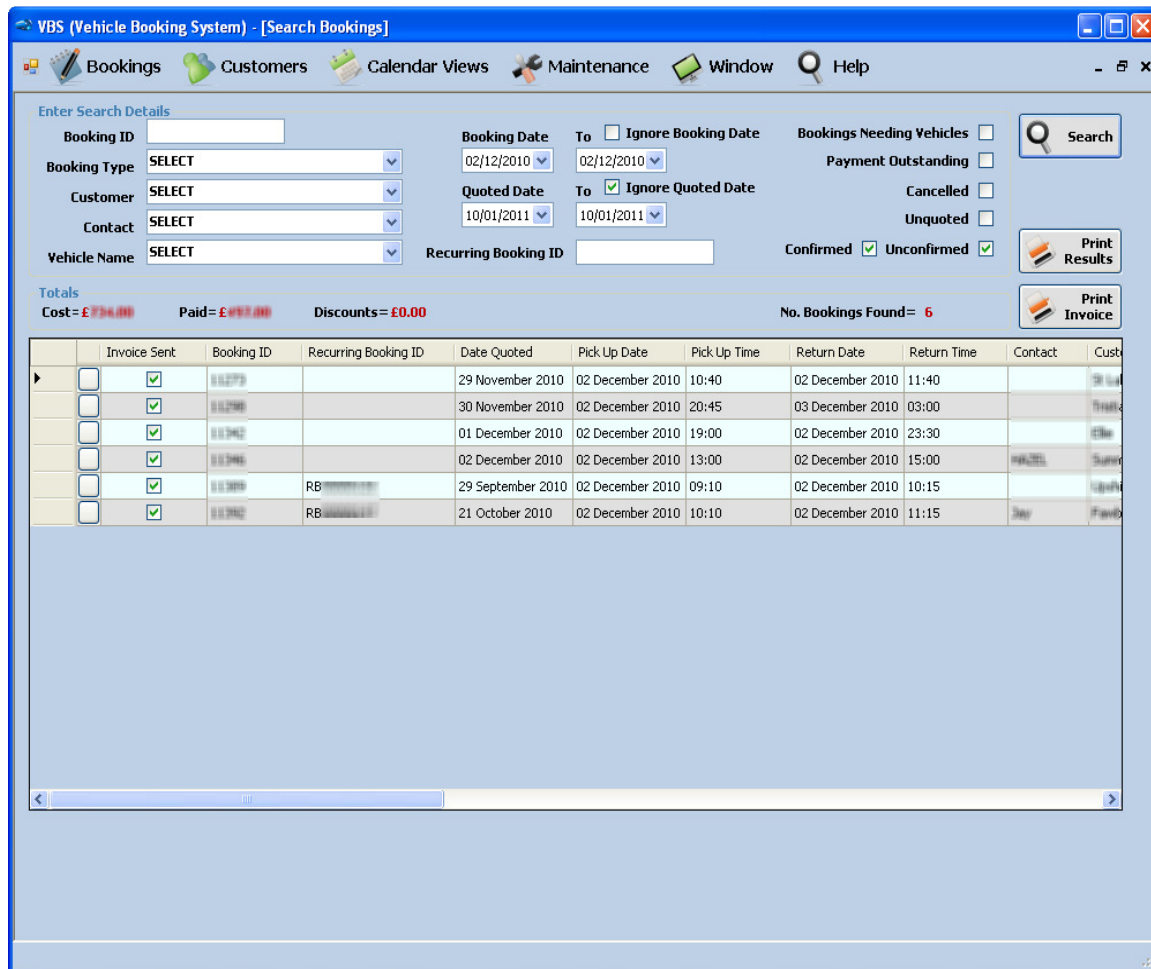 VBS (Vehicle Booking System) - [Search Bookings]
Bookings Customers Calendar Views Maintenance Window Help
Enter Search Details
Booking ID Booking Date To Ignore Booking Date Bookings Needing Vehicles Search
Booking Type SELECT 02/12/2010 02/12/2010 Payment Outstanding
Customer SELECT Quoted Date To Ignore Quoted Date Cancelled
Contact SELECT 10/01/2011 10/01/2011 Unquoted
Vehicle Name SELECT Recurring Booking ID Confirmed Unconfirmed Print Results
Totals
Cost=£ Paid=£ Discounts=£0.00 No. Bookings Found= 6 Print Invoice
Invoice Sent Booking ID Recurring Booking ID Date Quoted Pick Up Date Pick Up Time Return Date Return Time Contact Cust
29 November 2010 02 December 2010 10:40 02 December 2010 11:40
30 November 2010 02 December 2010 20:45 03 December 2010 03:00
01 December 2010 02 December 2010 19:00 02 December 2010 23:30
02 December 2010 02 December 2010 13:00 02 December 2010 15:00
RB 29 September 2010 02 December 2010 09:10 02 December 2010 10:15
RB 21 October 2010 02 December 2010 10:10 02 December 2010 11:15